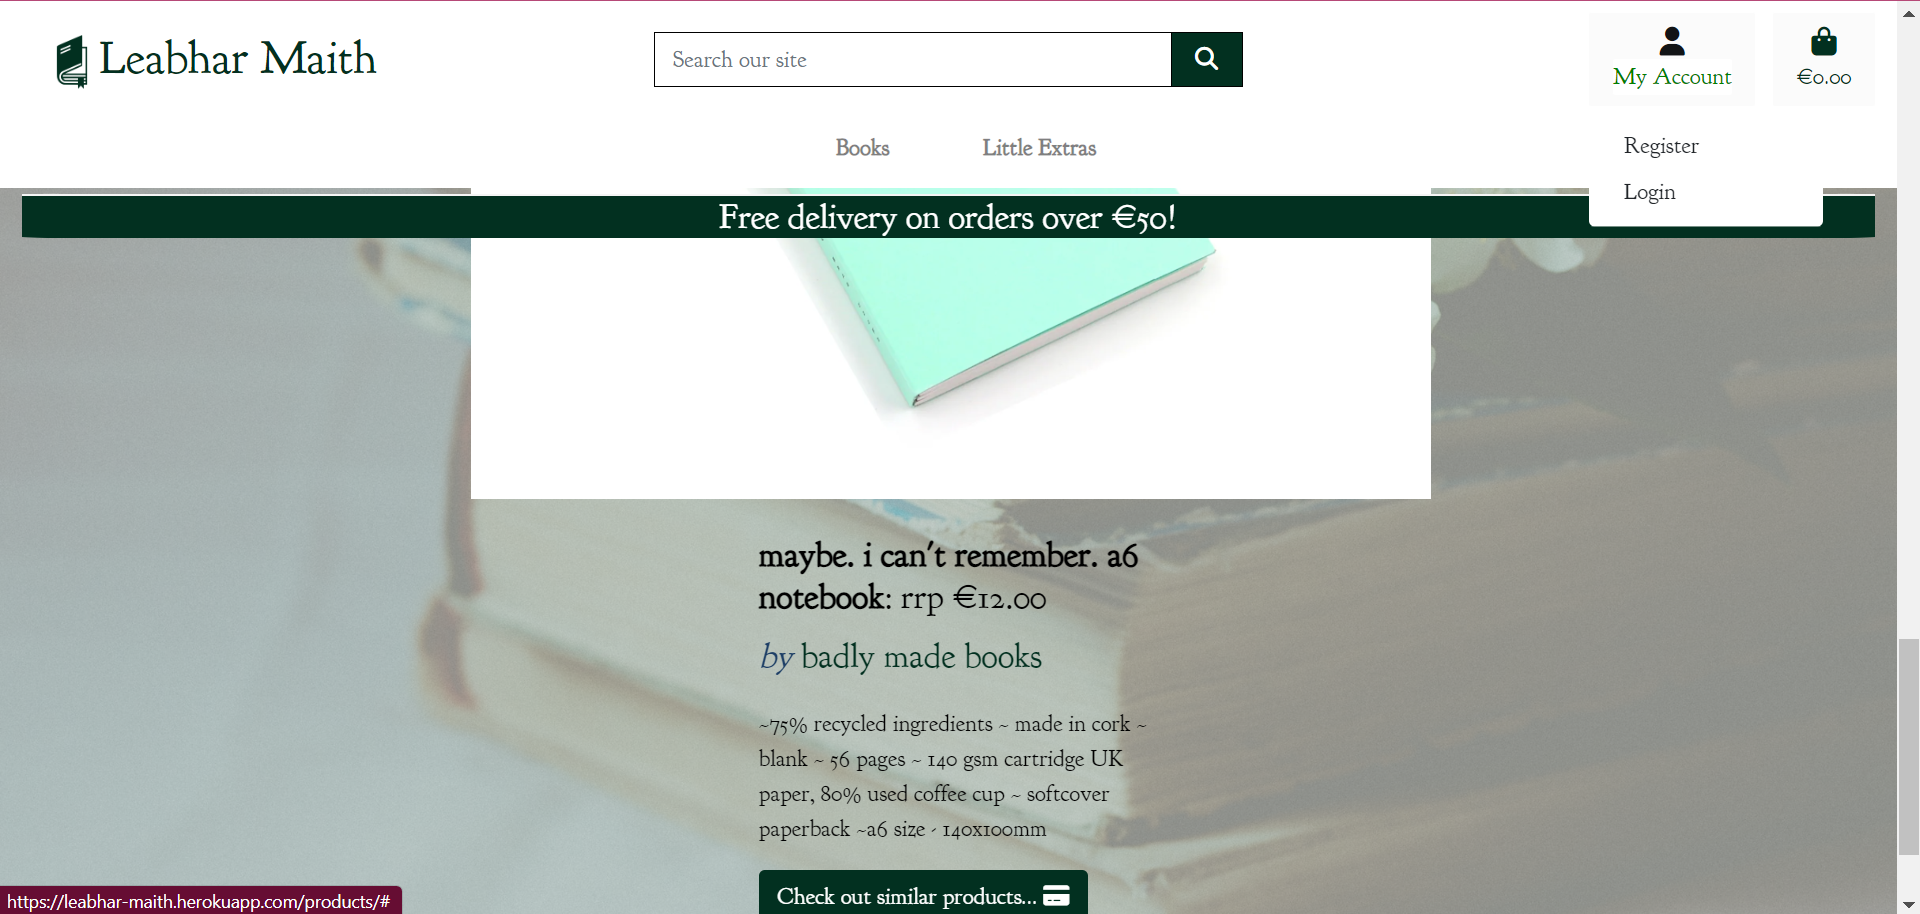 Leabhar Maith
Search our site
My Account
€0.00
Books
Little Extras
Register
Login
Free delivery on orders over €50!
maybe. i can't remember. a6
notebook: rrp €12.00
by badly made books
~75% recycled ingredients ~ made in cork ~
blank ~ 56 pages ~ 140 gsm cartridge UK
paper, 80% used coffee cup ~ softcover
paperback ~a6 size - 140x100mm
Check out similar products...
https://leabhar-maith.herokuapp.com/products/#